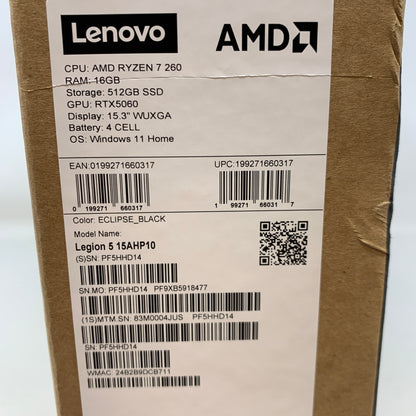 Lenovo AMD
CPU: AMD RYZEN 7 260
RAM: 16GB
Storage: 512GB SSD
GPU: RTX5060
Display: 15.3" WUXGA
Battery: 4 CELL
OS: Windows 11 Home
EAN:0199271660317 UPC:199271660317
0 199271 660317 1 99271 66031 7
Color: ECLIPSE_BLACK
Model Name:
Legion 5 15AHP10
(S)SN: PF5HHD14
SN MO: PF5HHD14 PF9XB5918477
(1S)MTM SN: 83M0004JUS PF5HHD14
SN: PF5HHD14
WMAC: 24B2B9DCB711